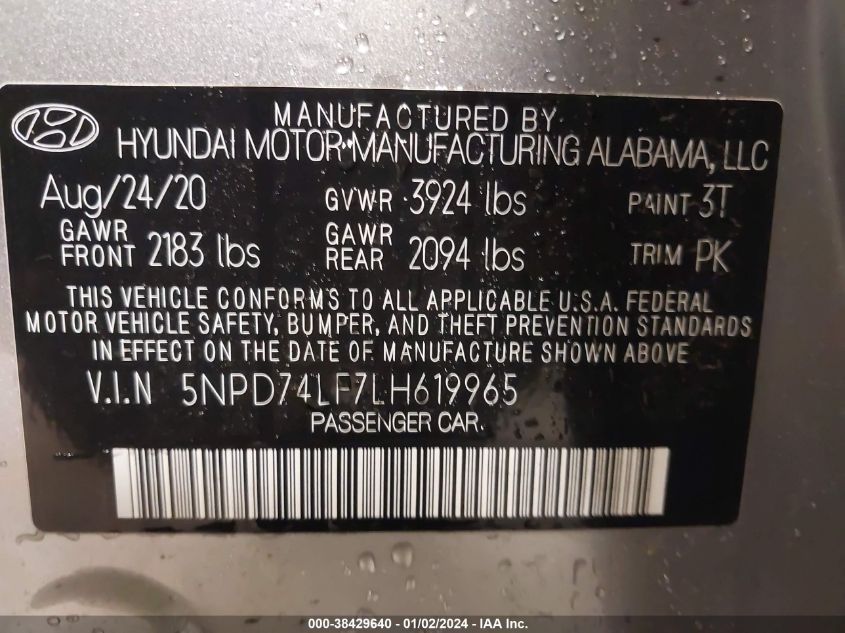 MANUFACTURED BY
HYUNDAI MOTOR MANUFACTURING ALABAMA, LLC
Aug/24/20 GVWR 3924 lbs PAINT 3T
GAWR FRONT 2183 lbs GAWR REAR 2094 lbs TRIM PK
THIS VEHICLE CONFORMS TO ALL APPLICABLE U.S.A. FEDERAL
MOTOR VEHICLE SAFETY, BUMPER, AND THEFT PREVENTION STANDARDS
IN EFFECT ON THE DATE OF MANUFACTURE SHOWN ABOVE
V.I.N 5NPD74LF7LH619965
PASSENGER CAR.
000-38429640 - 01/02/2024 - IAA Inc.